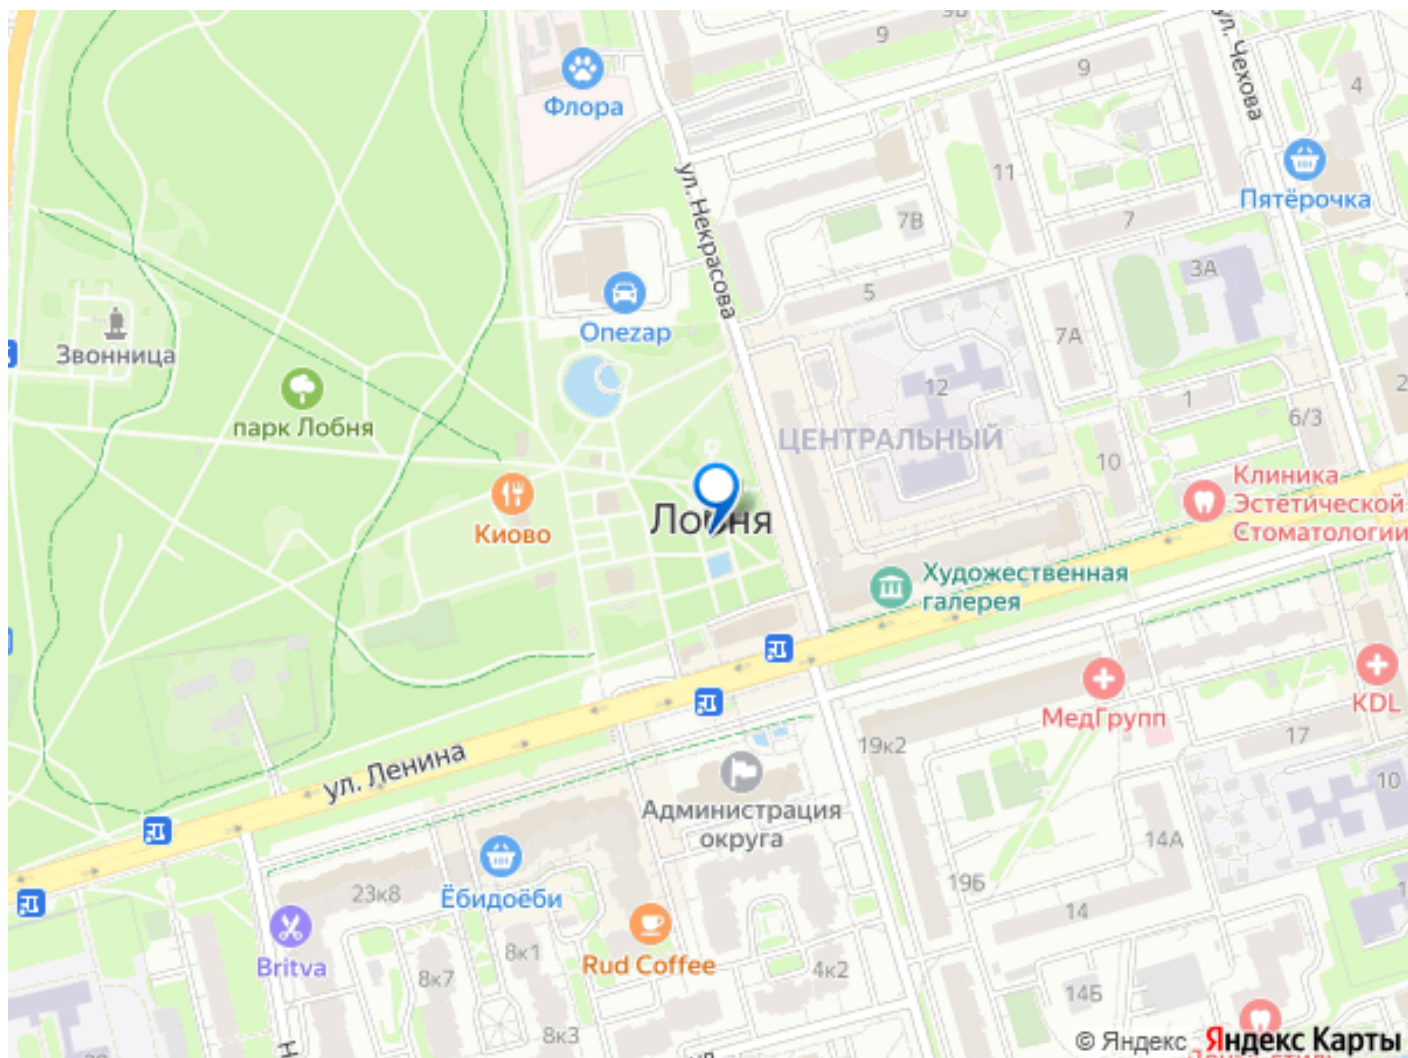 9
ул. Чехова
Флора
9
4
ул. Некрасова
11
Пятёрочка
7В
7
3А
5
Onezap
7А
Звонница
12
1
парк Лобня
6/3
ЦЕНТРАЛЬНЫЙ
10
Клиника
Эстетической
Стоматологии
Киово
Лобня
Художественная
галерея
KDL
МедГрупп
19к2
17
ул. Ленина
10
Администрация
округа
14А
19Б
23к8
Ёбидоёби
14
8к1
Rud Coffee
Britva
4к2
8к7
14Б
8к3
© Яндекс Яндекс Карты